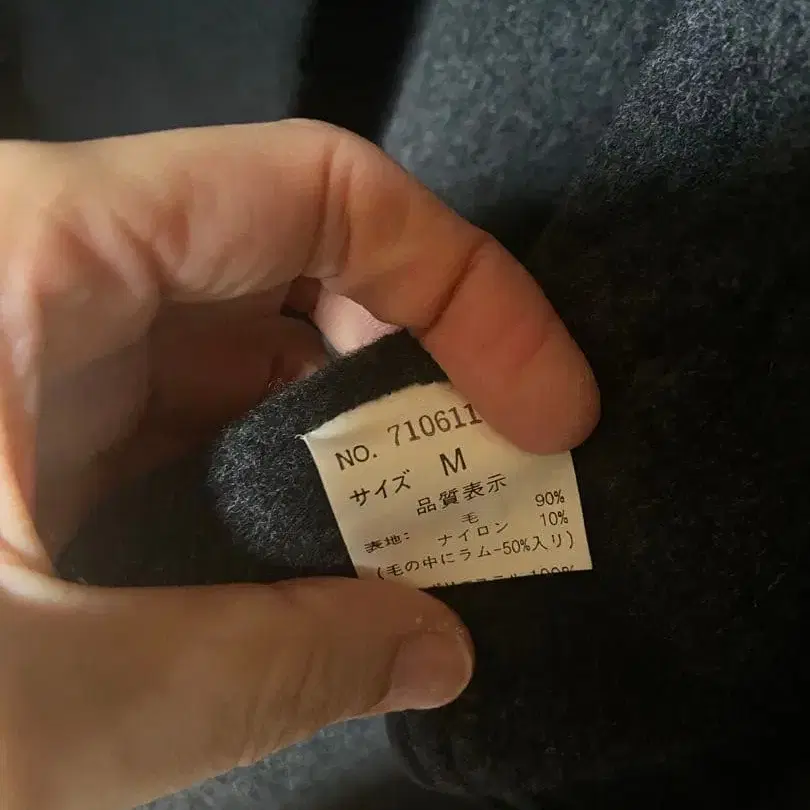 NO. 710611
サイズ M
品質表示
毛 90%
表地: ナイロン 10%
(毛の中にラム-50%入り)